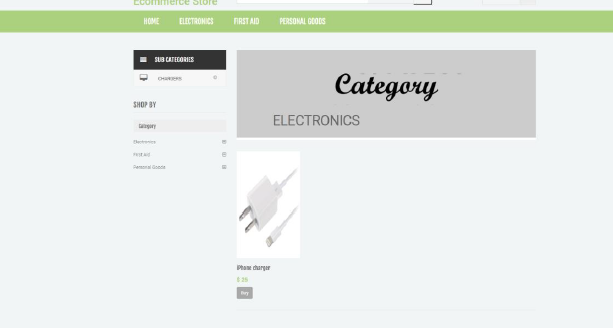 Ecommerce Store
HOME ELECTRONICS FIRST AID PERSONAL GOODS
SUB CATEGORIES
CHARGERS
SHOP BY
Category
Electronics
First Aid
Personal Goods
Category
ELECTRONICS
iPhone charger
$ 25
Buy